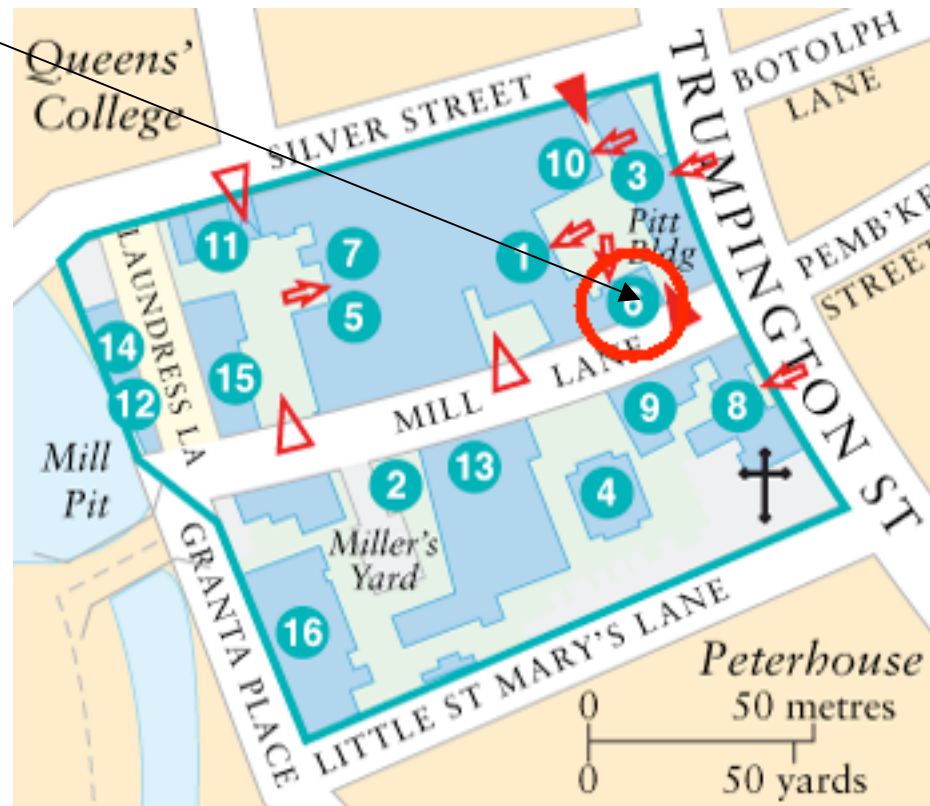 Queens'
College
SILVER STREET
TRUMPINGTON ST
BOTOLPH
LANE
10
3
Pitt
Bldg
PEMB'KE
STREET
11
7
1
6
5
LAUNDRESS LA
14
12
15
MILL LANE
9
8
Mill
Pit
2
13
4
Miller's
Yard
GRANTA PLACE
16
LITTLE ST MARY'S LANE
Peterhouse
0 50 metres
0 50 yards